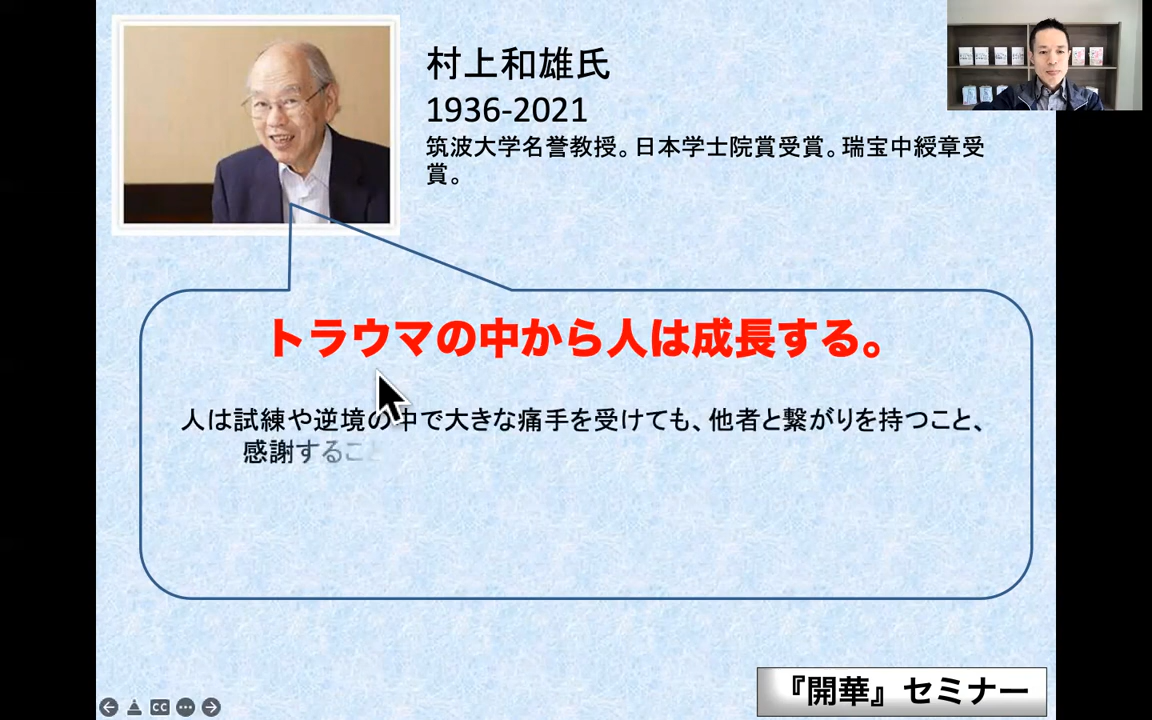 村上和雄氏
1936-2021
筑波大学名誉教授。日本学士院賞受賞。瑞宝中綬章受
賞。
トラウマの中から人は成長する。
人は試練や逆境の中で大きな痛手を受けても、他者と繋がりを持つこと、
感謝すること
『開華』セミナー
CC